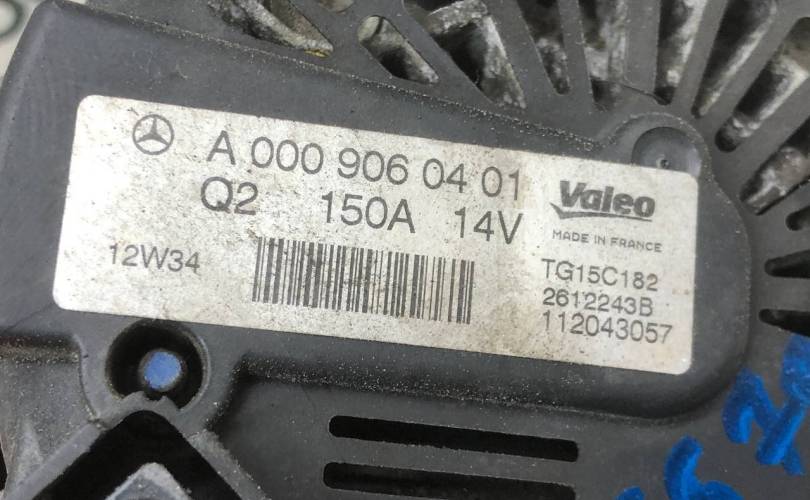 A 000 906 04 01
Q2 150A 14V
12W34
Valeo
MADE IN FRANCE
TG15C182
2612243B
112043057